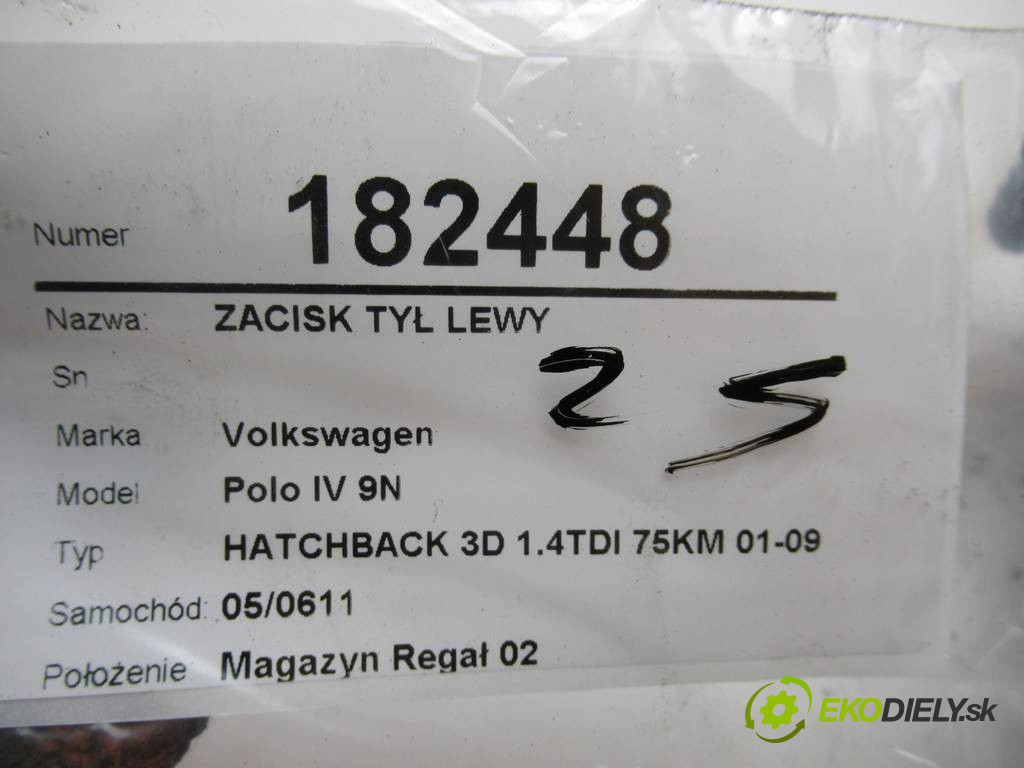 Numer 182448
Nazwa: ZACISK TYŁ LEWY
Sn
25
Marka Volkswagen
Model Polo IV 9N
Typ HATCHBACK 3D 1.4TDI 75KM 01-09
Samochód: 05/0611
Położenie Magazyn Regał 02
EKODIELY.sk